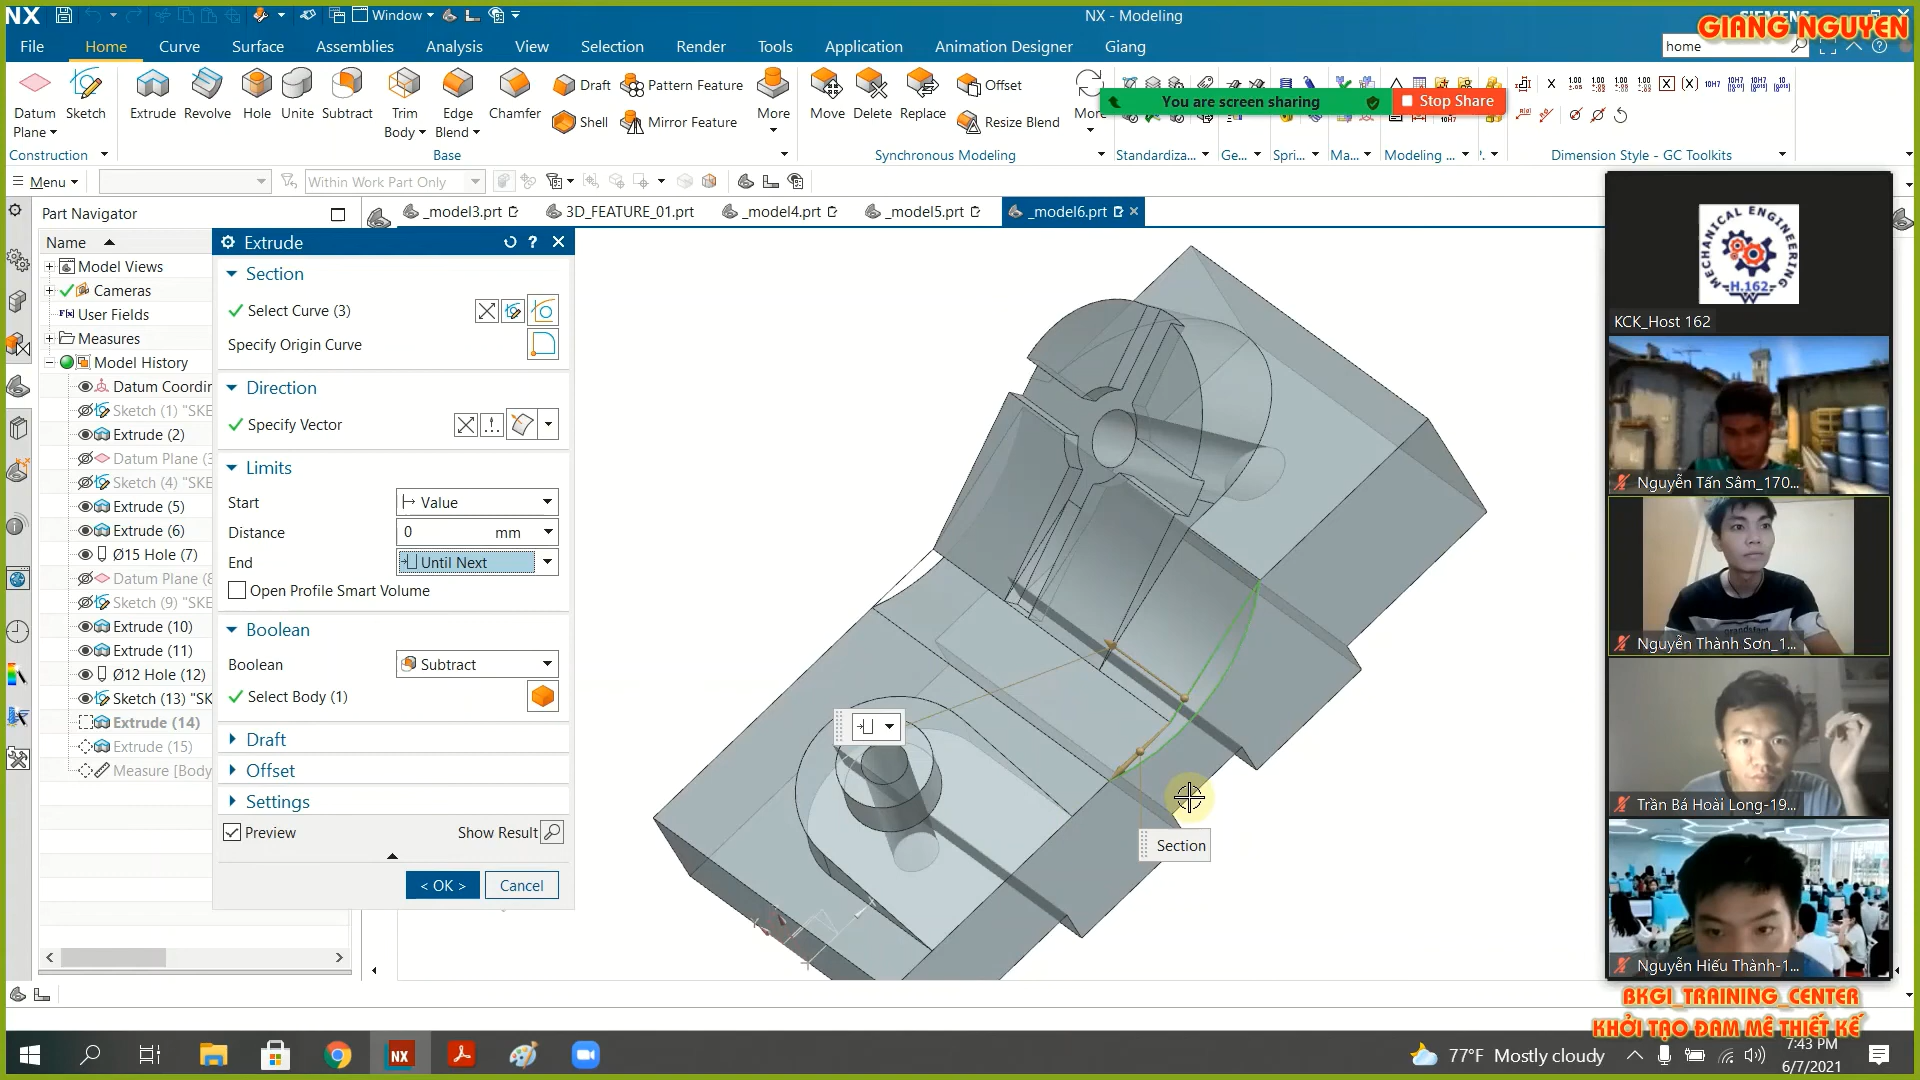 NX
Window
NX - Modeling
SIEMENS
GIANG NGUYEN
File
Home
Curve
Surface
Assemblies
Analysis
View
Selection
Render
Tools
Application
Animation Designer
Giang
home
Datum Plane
Sketch
Extrude
Revolve
Hole
Unite
Subtract
Trim Body
Edge Blend
Chamfer
Draft
Shell
Pattern Feature
Mirror Feature
More
Move
Delete
Replace
Offset
Resize Blend
More
You are screen sharing
Stop Share
Construction
Base
Synchronous Modeling
Standardiza...
Ge...
Spri...
Ma...
Modeling ...
Dimension Style - GC Toolkits
Menu
Within Work Part Only
Part Navigator
_model3.prt
3D_FEATURE_01.prt
_model4.prt
_model5.prt
_model6.prt
Name
Model Views
Cameras
User Fields
Measures
Model History
Datum Coordin
Sketch (1) "SKE
Extrude (2)
Datum Plane (3
Sketch (4) "SKE
Extrude (5)
Extrude (6)
Ø15 Hole (7)
Datum Plane (8
Sketch (9) "SKE
Extrude (10)
Extrude (11)
Ø12 Hole (12)
Sketch (13) "SK
Extrude (14)
Extrude (15)
Measure [Body
Extrude
Section
Select Curve (3)
Specify Origin Curve
Direction
Specify Vector
Limits
Start
Value
Distance
0 mm
End
Until Next
Open Profile Smart Volume
Boolean
Boolean
Subtract
Select Body (1)
Draft
Offset
Settings
Preview
Show Result
< OK >
Cancel
Section
MECHANICAL ENGINEERING
H.162
KCK_Host 162
Nguyễn Tấn Sâm_170...
Nguyễn Thành Sơn_1...
Trần Bá Hoài Long-19...
Nguyễn Hiếu Thành-1...
BKGI_TRAINING_CENTER
KHỞI TẠO ĐAM MÊ THIẾT KẾ
77°F Mostly cloudy
7:43 PM
6/7/2021